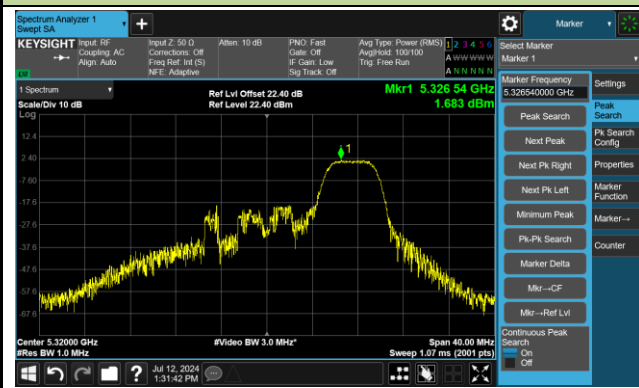 Spectrum Analyzer 1
Swept SA
+
Marker
KEYSIGHT
Input: RF
Coupling: AC
Align: Auto
Input Z: 50 Ω
Corrections: Off
Freq Ref: Int (S)
NFE: Adaptive
Atten: 10 dB
PNO: Fast
Gate: Off
IF Gain: Low
Sig Track: Off
Avg Type: Power (RMS)
Avg|Hold: 100/100
Trig: Free Run
1 2 3 4 5 6
A W W W W W
A N N N N N
Select Marker
Marker 1
1 Spectrum
Scale/Div 10 dB
Log
Ref Lvl Offset 22.40 dB
Ref Level 22.40 dBm
Mkr1 5.326 54 GHz
1.683 dBm
12.4
2.40
-7.60
-17.6
-27.6
-37.6
-47.6
-57.6
-67.6
1
Center 5.32000 GHz
#Res BW 1.0 MHz
#Video BW 3.0 MHz*
Span 40.00 MHz
Sweep 1.07 ms (2001 pts)
Marker Frequency
5.326540000 GHz
Peak Search
Next Peak
Next Pk Right
Next Pk Left
Minimum Peak
Pk-Pk Search
Marker Delta
Mkr→CF
Mkr→Ref Lvl
Continuous Peak
Search
On
Off
Settings
Peak
Search
Pk Search
Config
Properties
Marker
Function
Marker→
Counter
?
Jul 12, 2024
1:31:42 PM